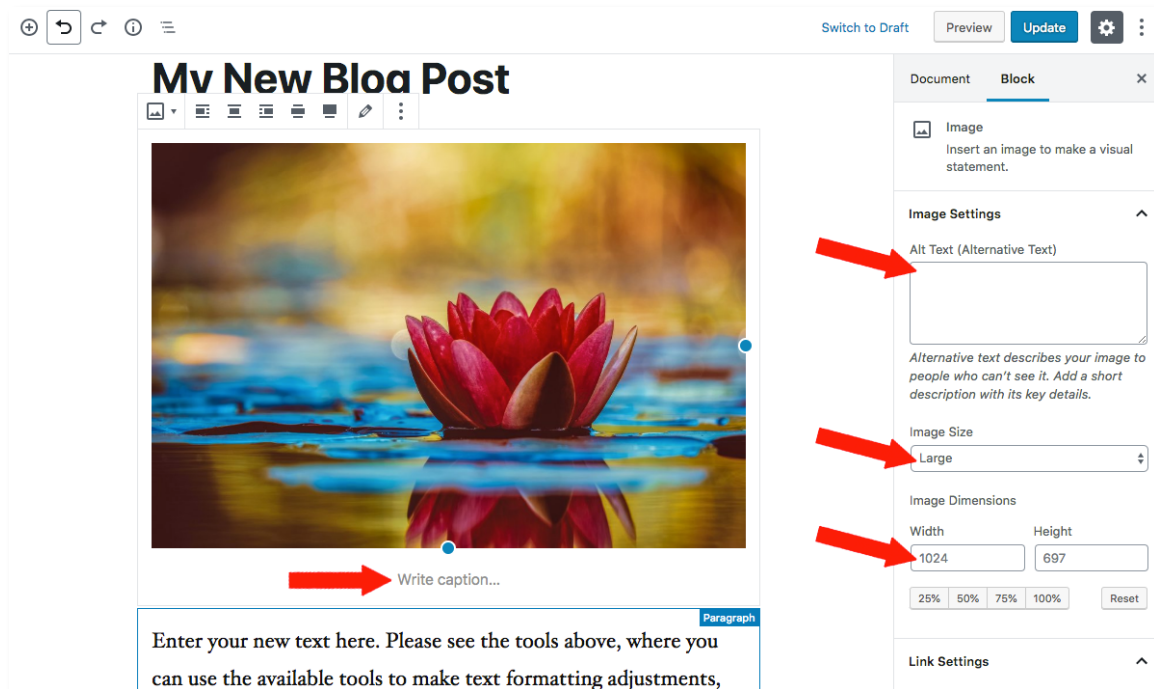 Switch to Draft
Preview
Update
My New Blog Post
Document
Block
Image
Insert an image to make a visual
statement.
Image Settings
Alt Text (Alternative Text)
Alternative text describes your image to
people who can't see it. Add a short
description with its key details.
Image Size
Large
Image Dimensions
Width
Height
1024
697
25%
50%
75%
100%
Reset
Link Settings
Write caption...
Paragraph
Enter your new text here. Please see the tools above, where you
can use the available tools to make text formatting adjustments,